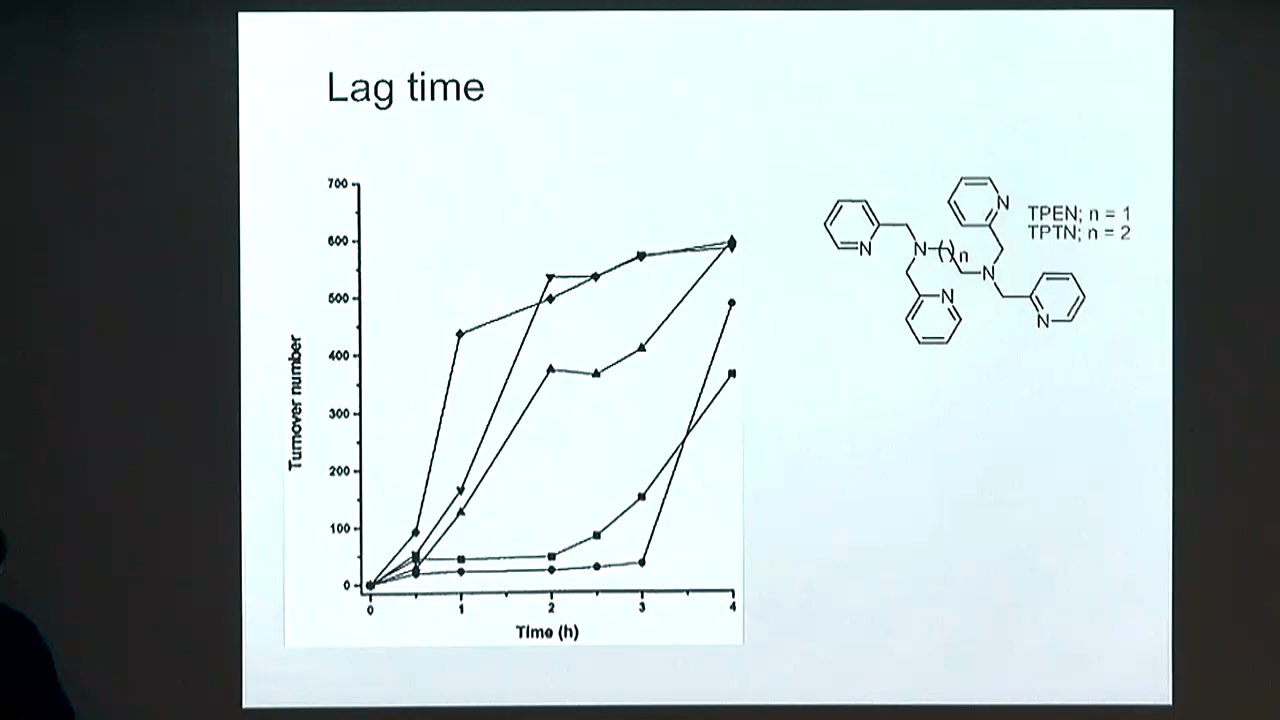 Lag time
700
600
500
400
300
200
100
0
0 1 2 3 4
Turnover number
Time (h)
TPEN; n = 1
TPTN; n = 2
N
N
N
n
N
N
N